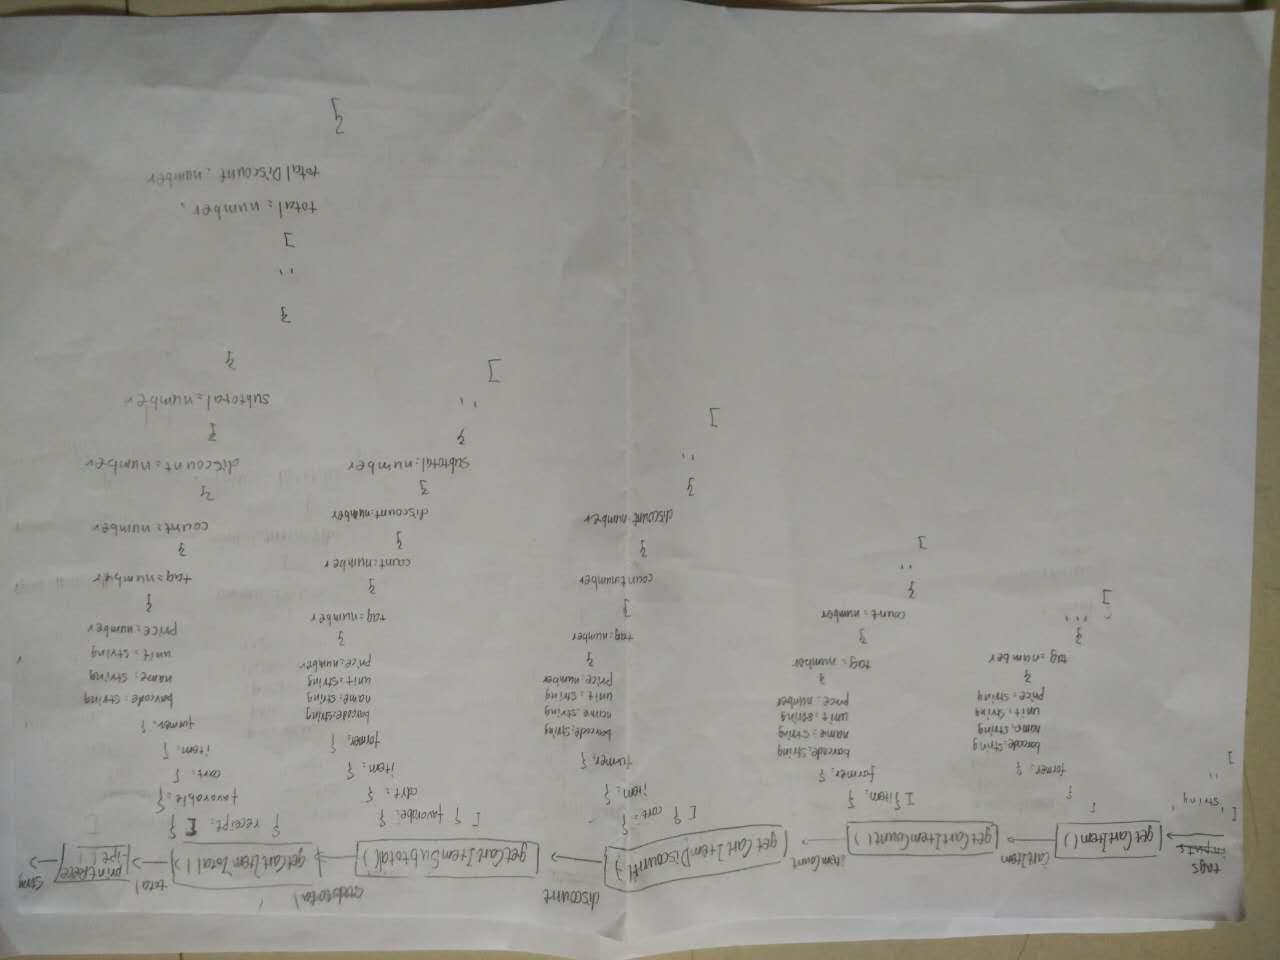 tags
inputs
getCartItem()
CartItem
getCartItemCount()
itemCount
getCartItemDiscount()
discount
getCartItemSubtotal()
getCartItemTotal()
total
printRece
ipt()
String
[
'string'
..
]
[
{
former: {
barcode: string
name: string
unit: string
price: string
}
tag: number
}
...
]
[ { item: {
former: {
barcode: string
name: string
unit: string
price: number
}
tag: number
}
count: number
}
..
]
[ { cart: {
item: {
former: {
barcode: string
name: string
unit: string
price: number
}
tag: number
}
count: number
}
discount: number
}
..
]
[ { favorable: {
cart: {
item: {
former: {
barcode: string
name: string
unit: string
price: number
}
tag: number
}
count: number
}
discount: number
}
subtotal: number
}
..
]
{ receipt: [ {
favorable: {
cart: {
item: {
former: {
barcode: string
name: string
unit: string
price: number
}
tag: number
}
count: number
}
discount: number
}
subtotal: number
}
}
..
]
total: number,
totalDiscount: number
}
]